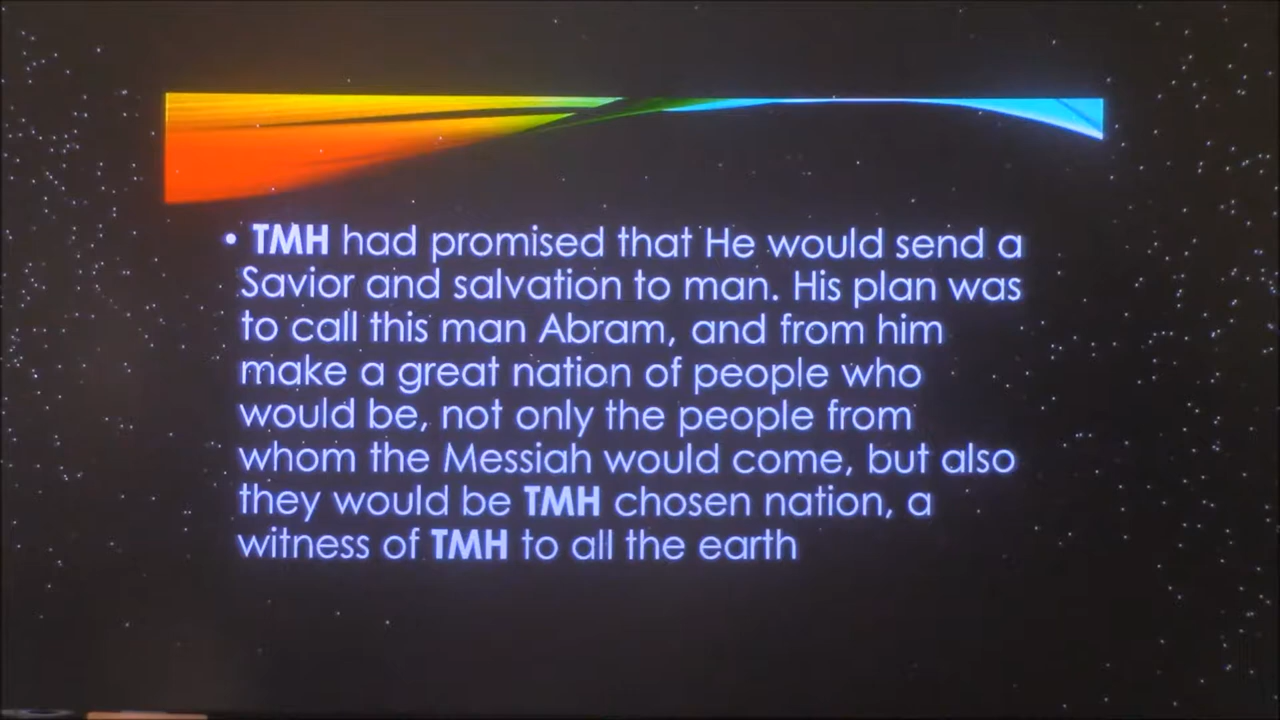 • TMH had promised that He would send a
Savior and salvation to man. His plan was
to call this man Abram, and from him
make a great nation of people who
would be, not only the people from
whom the Messiah would come, but also
they would be TMH chosen nation, a
witness of TMH to all the earth